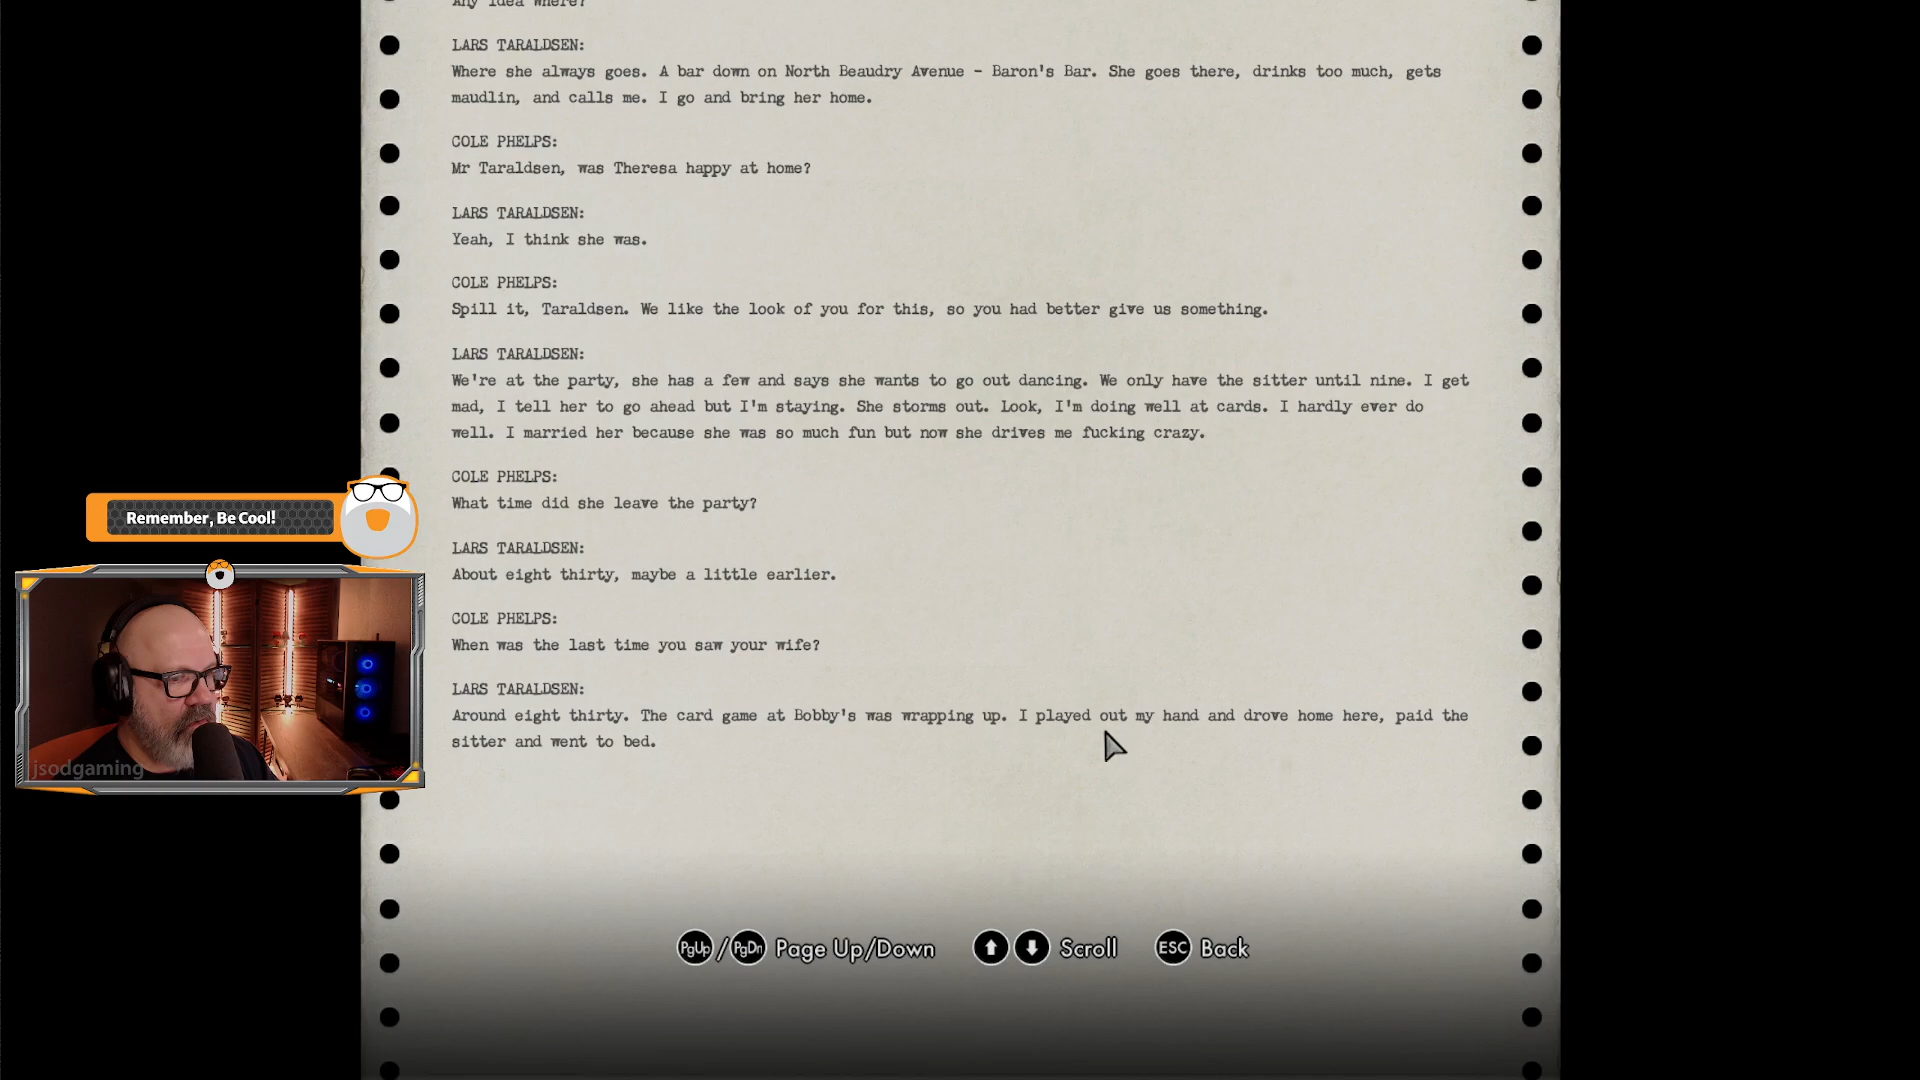 Any idea where?
LARS TARALDSEN:
Where she always goes. A bar down on North Beaudry Avenue - Baron's Bar. She goes there, drinks too much, gets
maudlin, and calls me. I go and bring her home.
COLE PHELPS:
Mr Taraldsen, was Theresa happy at home?
LARS TARALDSEN:
Yeah, I think she was.
COLE PHELPS:
Spill it, Taraldsen. We like the look of you for this, so you had better give us something.
LARS TARALDSEN:
We're at the party, she has a few and says she wants to go out dancing. We only have the sitter until nine. I get
mad, I tell her to go ahead but I'm staying. She storms out. Look, I'm doing well at cards. I hardly ever do
well. I married her because she was so much fun but now she drives me fucking crazy.
COLE PHELPS:
What time did she leave the party?
LARS TARALDSEN:
About eight thirty, maybe a little earlier.
COLE PHELPS:
When was the last time you saw your wife?
LARS TARALDSEN:
Around eight thirty. The card game at Bobby's was wrapping up. I played out my hand and drove home here, paid the
sitter and went to bed.
Remember, Be Cool!
jsodgaming
PgUp / PgDn Page Up/Down Scroll ESC Back